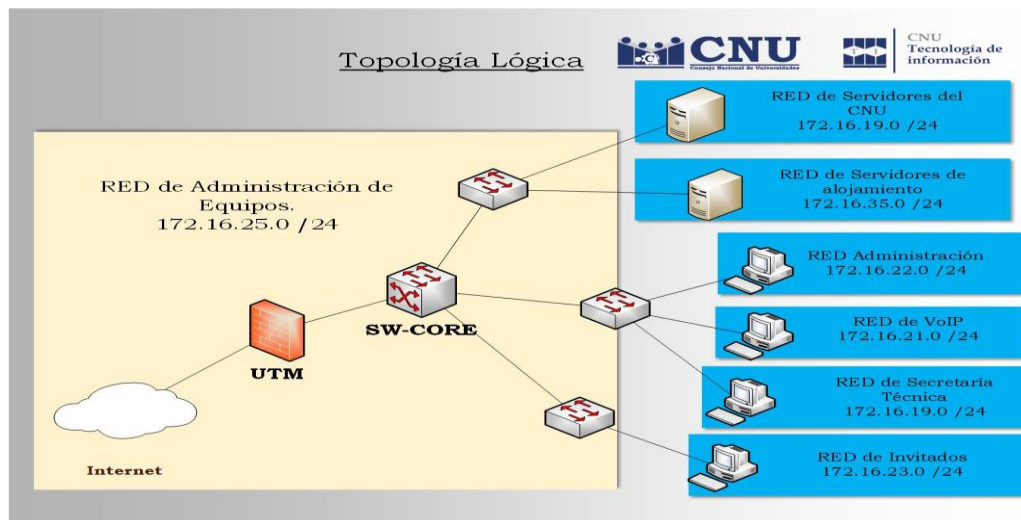 Topología Lógica
CNU
Consejo Nacional de Universidades
T I
CNU
Tecnología de
información
RED de Servidores del
CNU
172.16.19.0 /24
RED de Administración de
Equipos.
172.16.25.0 /24
RED de Servidores de
alojamiento
172.16.35.0 /24
RED Administración
172.16.22.0 /24
SW-CORE
RED de VoIP
172.16.21.0 /24
UTM
RED de Secretaría
Técnica
172.16.19.0 /24
Internet
RED de Invitados
172.16.23.0 /24